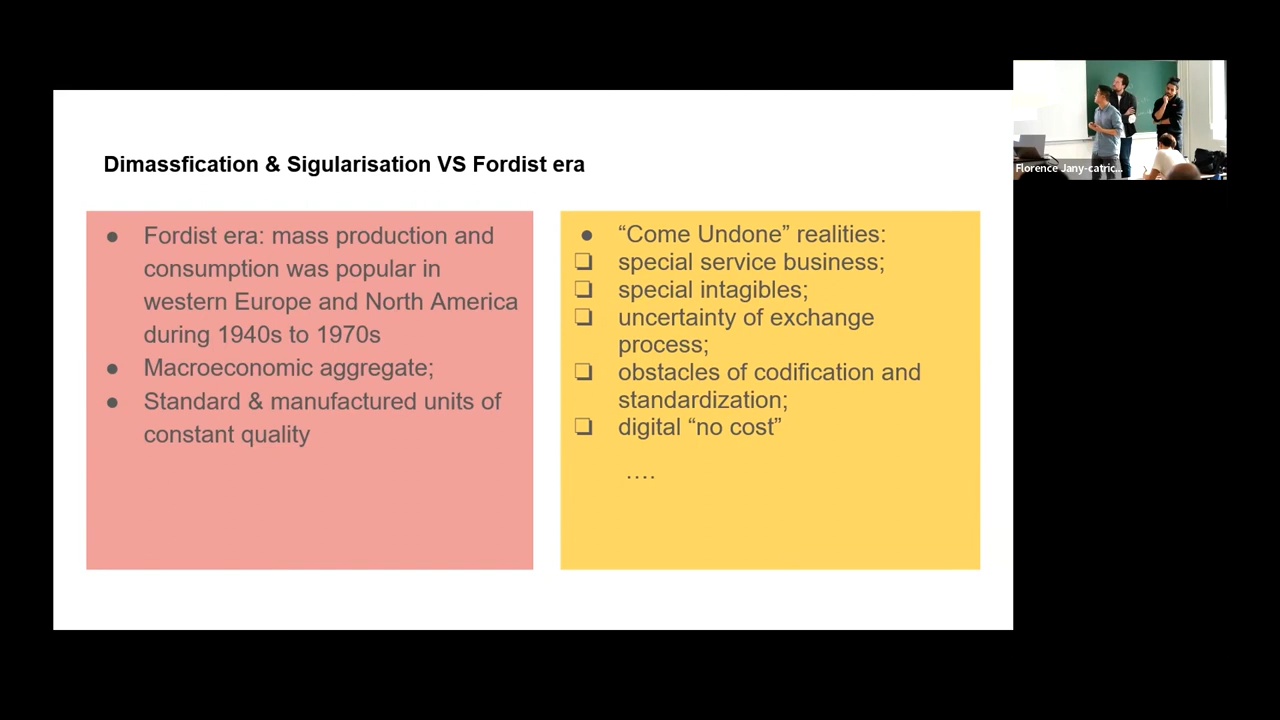 Dimassfication & Sigularisation VS Fordist era
● Fordist era: mass production and
consumption was popular in
western Europe and North America
during 1940s to 1970s
● Macroeconomic aggregate;
● Standard & manufactured units of
constant quality
● “Come Undone” realities:
❏ special service business;
❏ special intagibles;
❏ uncertainty of exchange
process;
❏ obstacles of codification and
standardization;
❏ digital “no cost”
....
Florence Jany-catric...